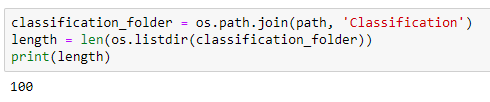 classification_folder = os.path.join(path, 'Classification')
length = len(os.listdir(classification_folder))
print(length)
100